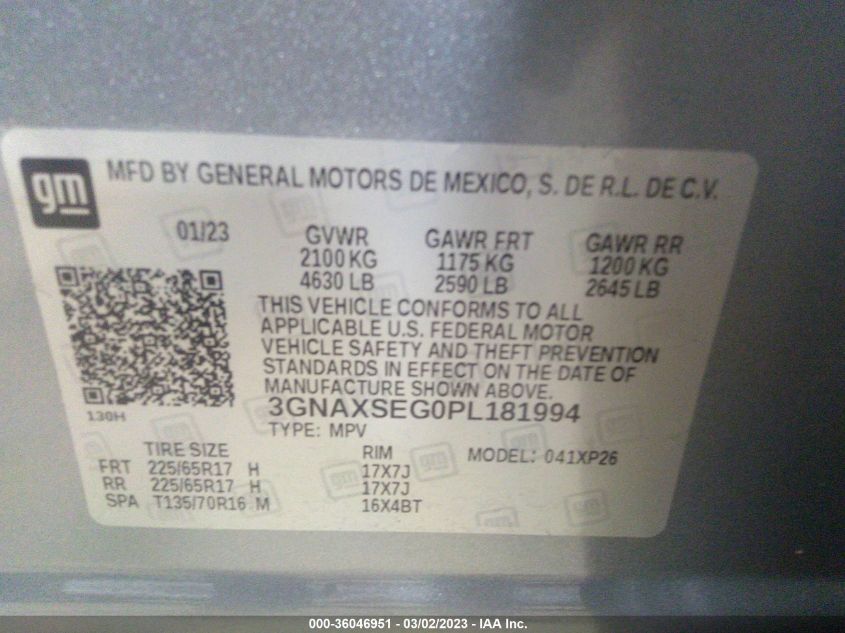 gm
MFD BY GENERAL MOTORS DE MEXICO, S. DE R.L. DE C.V.
01/23 GVWR GAWR FRT GAWR RR
2100 KG 1175 KG 1200 KG
4630 LB 2590 LB 2645 LB
THIS VEHICLE CONFORMS TO ALL
APPLICABLE U.S. FEDERAL MOTOR
VEHICLE SAFETY AND THEFT PREVENTION
STANDARDS IN EFFECT ON THE DATE OF
MANUFACTURE SHOWN ABOVE.
130H 3GNAXSEG0PL181994
TYPE: MPV
TIRE SIZE RIM MODEL: 041XP26
FRT 225/65R17 H 17X7J
RR 225/65R17 H 17X7J
SPA T135/70R16 M 16X4BT
000-36046951 - 03/02/2023 - IAA Inc.